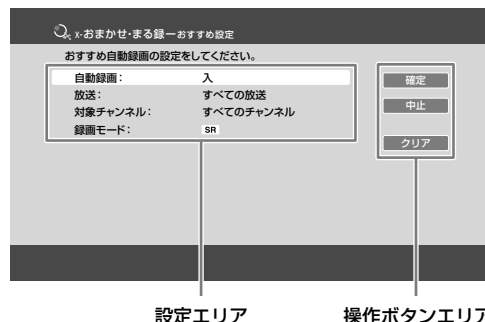 x-おまかせ・まる録ーおすすめ設定
おすすめ自動録画の設定をしてください。
自動録画： 入
放送： すべての放送
対象チャンネル： すべてのチャンネル
録画モード： SR
確定
中止
クリア
設定エリア
操作ボタンエリア